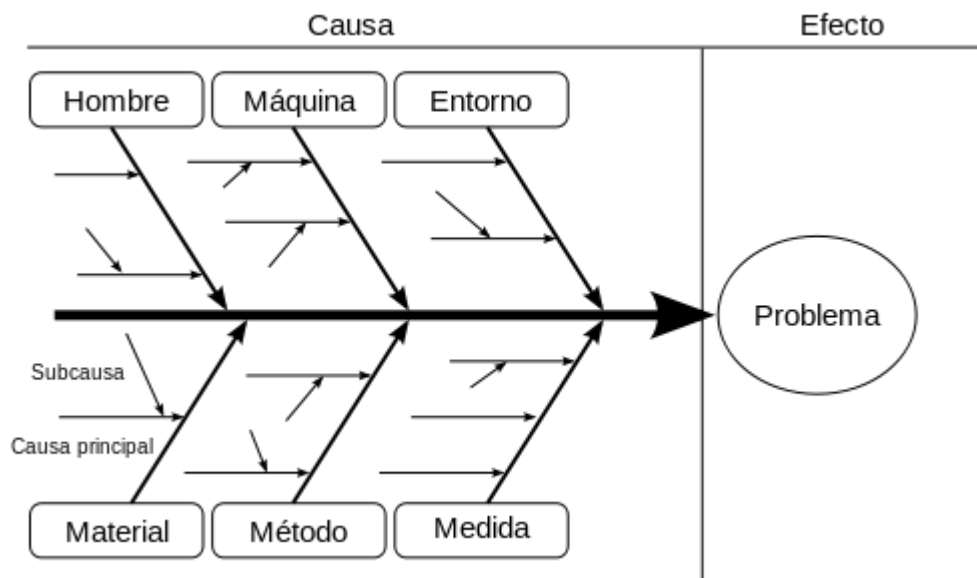 Causa
Efecto
Hombre
Máquina
Entorno
Problema
Subcausa
Causa principal
Material
Método
Medida